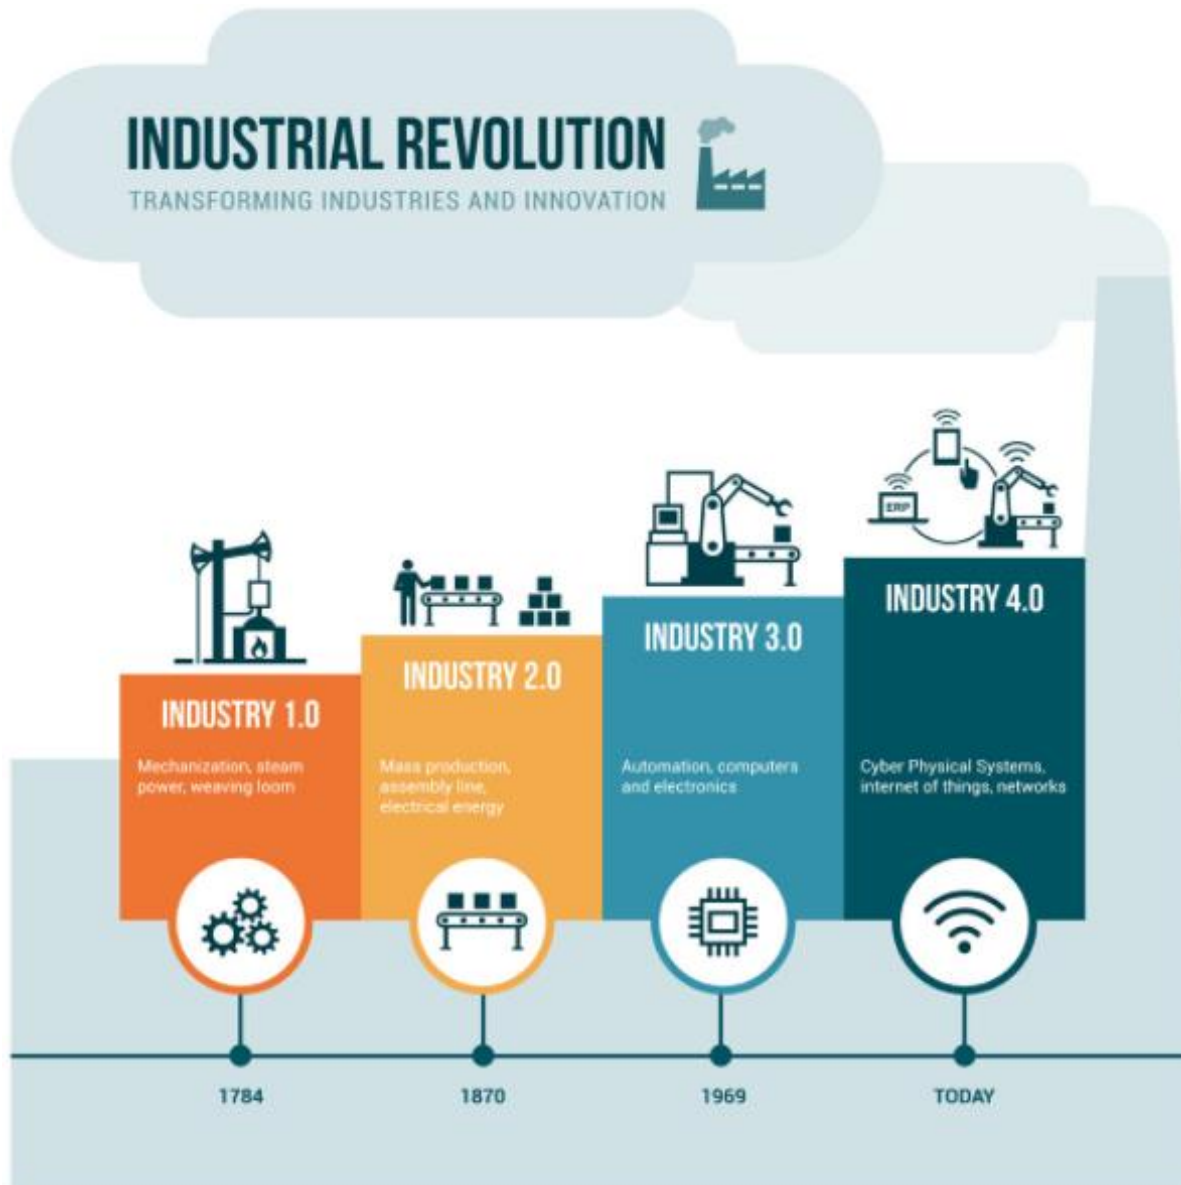 INDUSTRIAL REVOLUTION
TRANSFORMING INDUSTRIES AND INNOVATION
ERP
INDUSTRY 1.0
Mechanization, steam
power, weaving loom
INDUSTRY 2.0
Mass production,
assembly line,
electrical energy
INDUSTRY 3.0
Automation, computers
and electronics
INDUSTRY 4.0
Cyber Physical Systems,
internet of things, networks
1784
1870
1969
TODAY